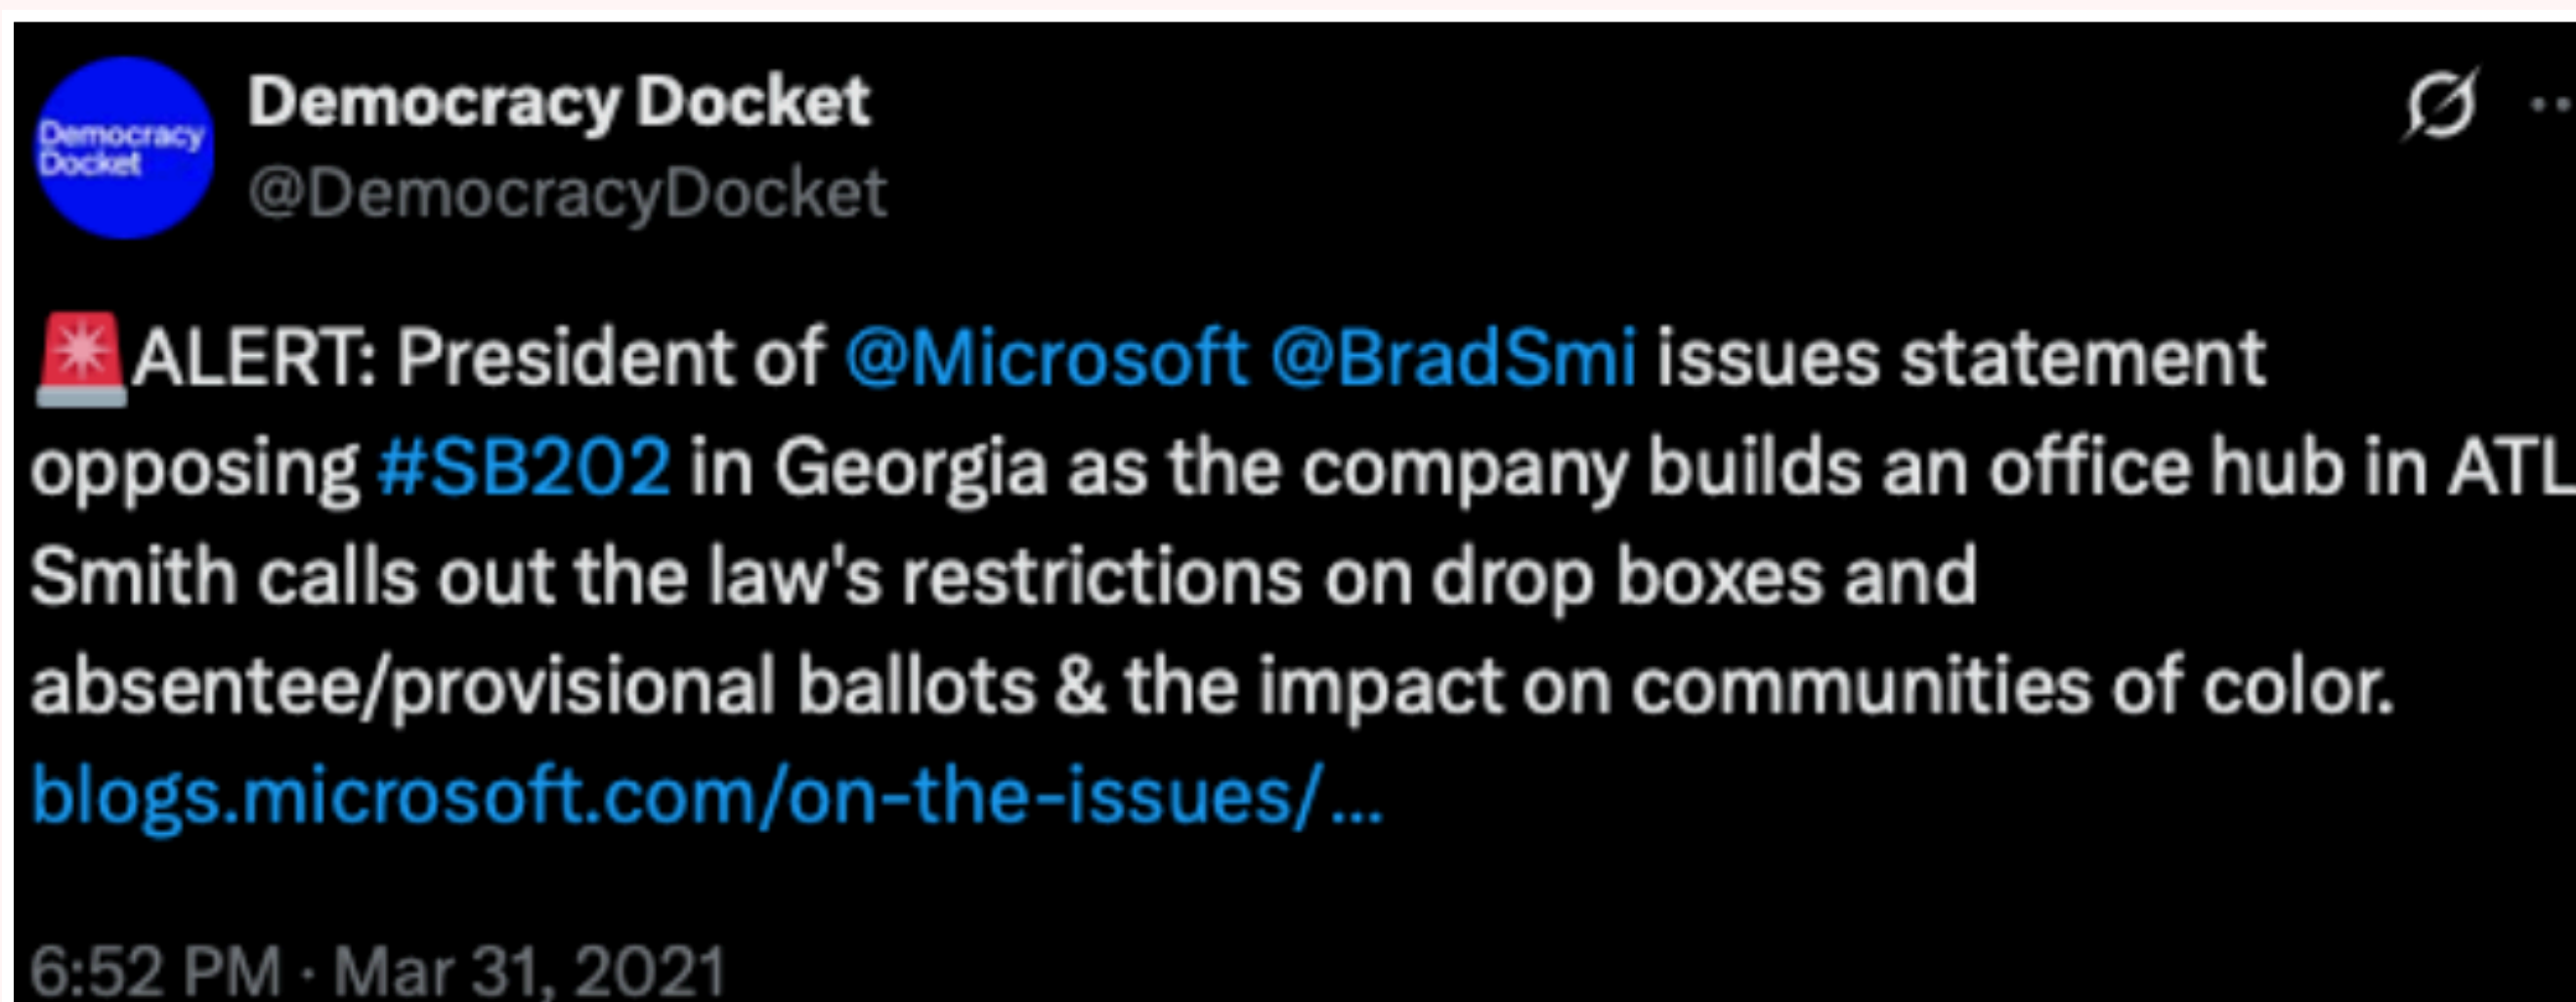 Democracy Docket
Democracy
Docket
@DemocracyDocket
🚨ALERT: President of @Microsoft @BradSmi issues statement
opposing #SB202 in Georgia as the company builds an office hub in ATL
Smith calls out the law's restrictions on drop boxes and
absentee/provisional ballots & the impact on communities of color.
blogs.microsoft.com/on-the-issues/...
6:52 PM · Mar 31, 2021